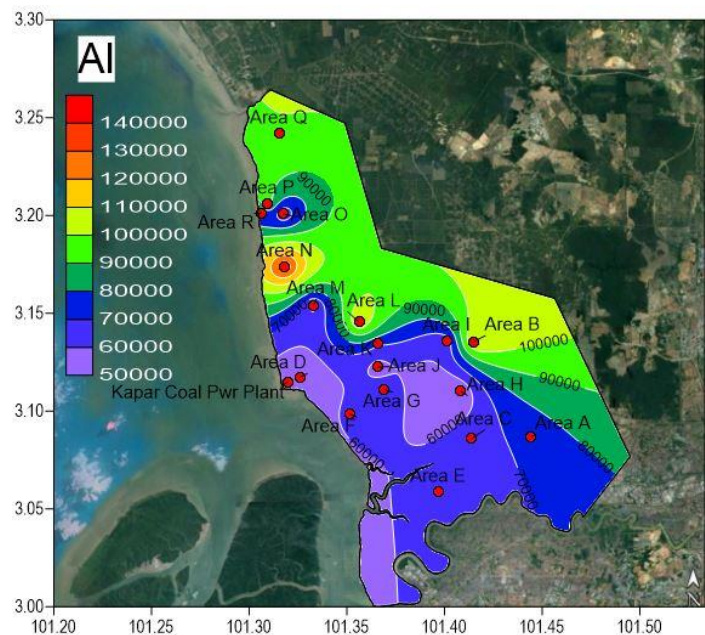 3.30
Al
140000
130000
120000
110000
100000
90000
80000
70000
60000
50000
3.25
Area Q
90000
Area P
3.20
Area R
Area O
Area N
Area M
3.15
70000
80000
Area L
90000
Area I
Area B
100000
Area K
Area J
90000
Area D
Kapar Coal Pwr Plant
Area H
3.10
Area G
60000
Area C
Area A
Area F
60000
80000
70000
Area E
3.05
N
3.00
101.20
101.25
101.30
101.35
101.40
101.45
101.50